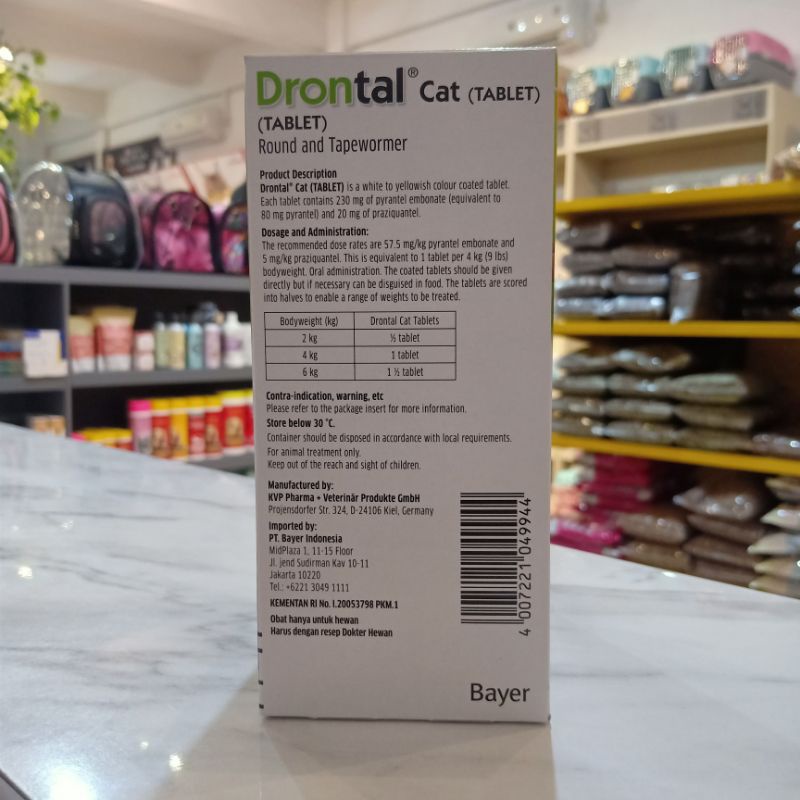 Drontal® Cat (TABLET)
(TABLET)
Round and Tapewormer
Product Description
Drontal® Cat (TABLET) is a white to yellowish colour coated tablet.
Each tablet contains 230 mg of pyrantel embonate (equivalent to
80 mg pyrantel) and 20 mg of praziquantel.
Dosage and Administration:
The recommended dose rates are 57.5 mg/kg pyrantel embonate and
5 mg/kg praziquantel. This is equivalent to 1 tablet per 4 kg (9 lbs)
bodyweight. Oral administration. The coated tablets should be given
directly but if necessary can be disguised in food. The tablets are scored
into halves to enable a range of weights to be treated.
Bodyweight (kg) Drontal Cat Tablets
2 kg ½ tablet
4 kg 1 tablet
6 kg 1 ½ tablet
Contra-indication, warning, etc
Please refer to the package insert for more information.
Store below 30 °C.
Container should be disposed in accordance with local requirements.
For animal treatment only.
Keep out of the reach and sight of children.
Manufactured by:
KVP Pharma + Veterinär Produkte GmbH
Projensdorfer Str. 324, D-24106 Kiel, Germany
Imported by:
PT. Bayer Indonesia
MidPlaza 1, 11-15 Floor
Jl. Jend Sudirman Kav 10-11
Jakarta 10220
Tel.: +6221 3049 1111
KEMENTAN RI No. I.20053798 PKM.1
Obat hanya untuk hewan
Harus dengan resep Dokter Hewan
4 007221 049944
Bayer